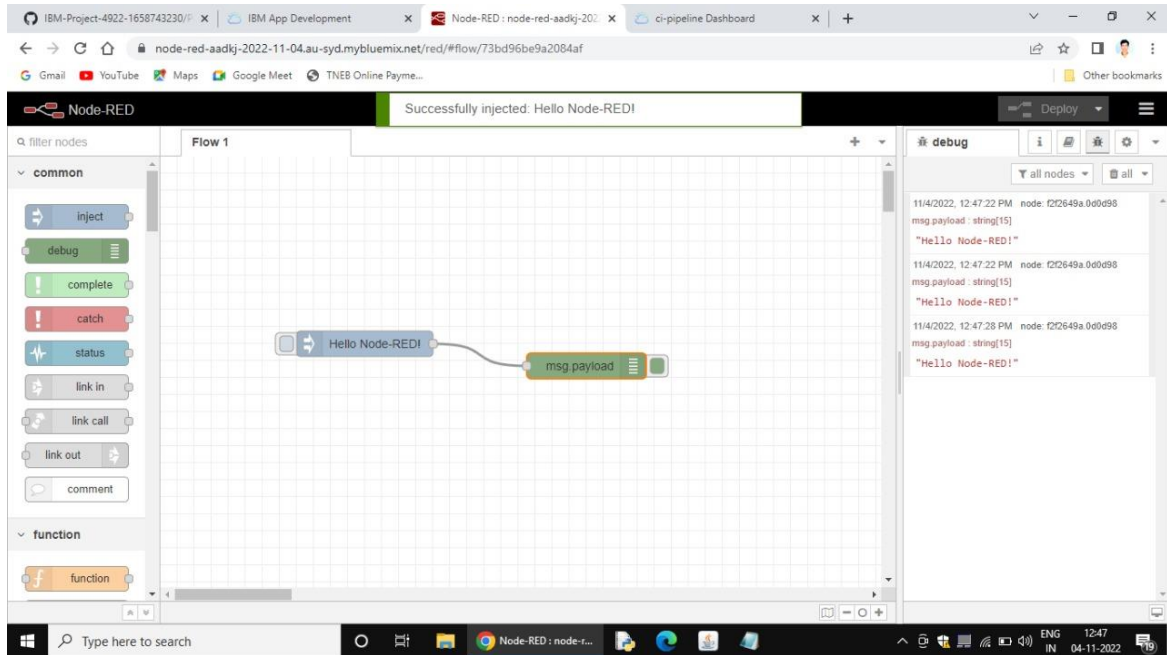 IBM-Project-4922-1658743230/F
IBM App Development
Node-RED : node-red-aadkj-202
ci-pipeline Dashboard
node-red-aadkj-2022-11-04.au-syd.mybluemix.net/red/#flow/73bd96be9a2084af
Gmail YouTube Maps Google Meet TNEB Online Payme... Other bookmarks
Node-RED
Successfully injected: Hello Node-RED!
Deploy
filter nodes
Flow 1
debug
i
all nodes
all
common
inject
debug
complete
catch
status
link in
link call
link out
comment
function
function
Hello Node-RED!
msg.payload
11/4/2022, 12:47:22 PM node: f2f2649a.0d0d98
msg.payload : string[15]
"Hello Node-RED!"
11/4/2022, 12:47:22 PM node: f2f2649a.0d0d98
msg.payload : string[15]
"Hello Node-RED!"
11/4/2022, 12:47:28 PM node: f2f2649a.0d0d98
msg.payload : string[15]
"Hello Node-RED!"
Type here to search
Node-RED : node-r...
ENG
IN
12:47
04-11-2022
19